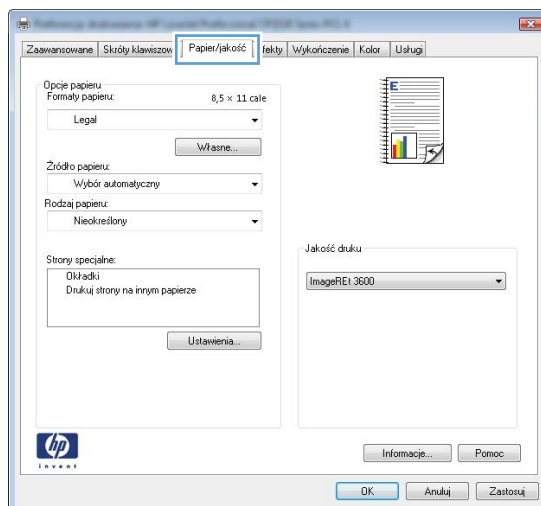 Zaawansowane Skróty klawiszow Papier/jakość fekty Wykończenie Kolor Usługi
Opcje papieru
Formaty papieru: 8,5 × 11 cale
Legal
Własne...
Źródło papieru:
Wybór automatyczny
Rodzaj papieru:
Nieokreślony
Strony specjalne:
Okładki
Drukuj strony na innym papierze
Ustawienia...
E
Jakość druku
ImageREt 3600
hp
invent
Informacje... Pomoc
OK Anuluj Zastosuj